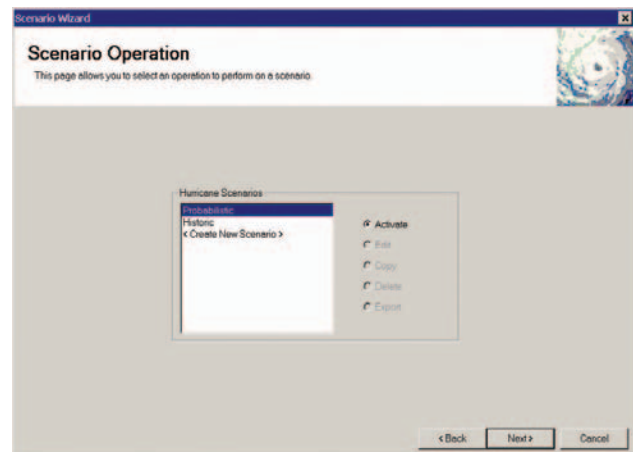 Scenario Wizard
Scenario Operation
This page allows you to select an operation to perform on a scenario.
Hurricane Scenarios
Probabilistic
Historic
< Create New Scenario >
Activate
Edit
Copy
Delete
Export
< Back
Next >
Cancel